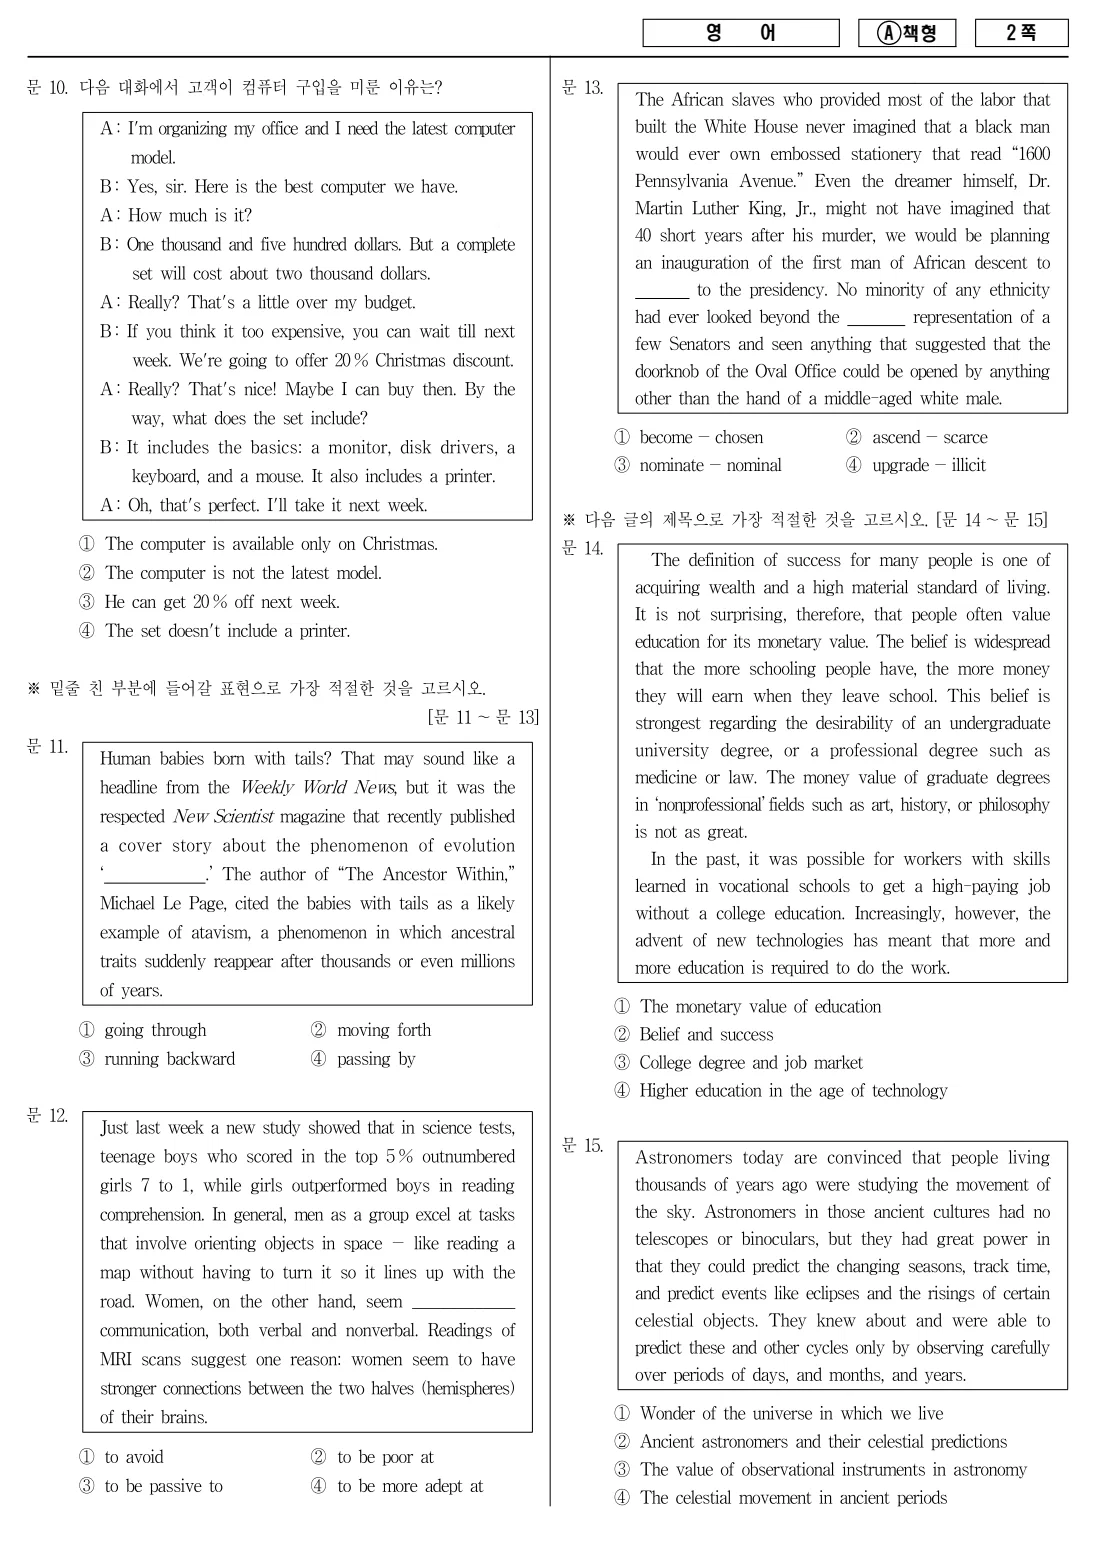 영 어
Ⓐ책형
2쪽
문 10. 다음 대화에서 고객이 컴퓨터 구입을 미룬 이유는?
A : I'm organizing my office and I need the latest computer
model.
B : Yes, sir. Here is the best computer we have.
A : How much is it?
B : One thousand and five hundred dollars. But a complete
set will cost about two thousand dollars.
A : Really? That's a little over my budget.
B : If you think it too expensive, you can wait till next
week. We're going to offer 20 % Christmas discount.
A : Really? That's nice! Maybe I can buy then. By the
way, what does the set include?
B : It includes the basics: a monitor, disk drivers, a
keyboard, and a mouse. It also includes a printer.
A : Oh, that's perfect. I'll take it next week.
① The computer is available only on Christmas.
② The computer is not the latest model.
③ He can get 20 % off next week.
④ The set doesn't include a printer.
※ 밑줄 친 부분에 들어갈 표현으로 가장 적절한 것을 고르시오.
[문 11 ~ 문 13]
문 11.
Human babies born with tails? That may sound like a
headline from the Weekly World News, but it was the
respected New Scientist magazine that recently published
a cover story about the phenomenon of evolution
‘___________.’ The author of “The Ancestor Within,”
Michael Le Page, cited the babies with tails as a likely
example of atavism, a phenomenon in which ancestral
traits suddenly reappear after thousands or even millions
of years.
① going through ② moving forth
③ running backward ④ passing by
문 12.
Just last week a new study showed that in science tests,
teenage boys who scored in the top 5 % outnumbered
girls 7 to 1, while girls outperformed boys in reading
comprehension. In general, men as a group excel at tasks
that involve orienting objects in space － like reading a
map without having to turn it so it lines up with the
road. Women, on the other hand, seem ___________
communication, both verbal and nonverbal. Readings of
MRI scans suggest one reason: women seem to have
stronger connections between the two halves (hemispheres)
of their brains.
① to avoid ② to be poor at
③ to be passive to ④ to be more adept at
문 13.
The African slaves who provided most of the labor that
built the White House never imagined that a black man
would ever own embossed stationery that read “1600
Pennsylvania Avenue.” Even the dreamer himself, Dr.
Martin Luther King, Jr., might not have imagined that
40 short years after his murder, we would be planning
an inauguration of the first man of African descent to
______ to the presidency. No minority of any ethnicity
had ever looked beyond the ______ representation of a
few Senators and seen anything that suggested that the
doorknob of the Oval Office could be opened by anything
other than the hand of a middle-aged white male.
① become － chosen ② ascend － scarce
③ nominate － nominal ④ upgrade － illicit
※ 다음 글의 제목으로 가장 적절한 것을 고르시오. [문 14 ~ 문 15]
문 14.
The definition of success for many people is one of
acquiring wealth and a high material standard of living.
It is not surprising, therefore, that people often value
education for its monetary value. The belief is widespread
that the more schooling people have, the more money
they will earn when they leave school. This belief is
strongest regarding the desirability of an undergraduate
university degree, or a professional degree such as
medicine or law. The money value of graduate degrees
in ‘nonprofessional’ fields such as art, history, or philosophy
is not as great.
In the past, it was possible for workers with skills
learned in vocational schools to get a high-paying job
without a college education. Increasingly, however, the
advent of new technologies has meant that more and
more education is required to do the work.
① The monetary value of education
② Belief and success
③ College degree and job market
④ Higher education in the age of technology
문 15.
Astronomers today are convinced that people living
thousands of years ago were studying the movement of
the sky. Astronomers in those ancient cultures had no
telescopes or binoculars, but they had great power in
that they could predict the changing seasons, track time,
and predict events like eclipses and the risings of certain
celestial objects. They knew about and were able to
predict these and other cycles only by observing carefully
over periods of days, and months, and years.
① Wonder of the universe in which we live
② Ancient astronomers and their celestial predictions
③ The value of observational instruments in astronomy
④ The celestial movement in ancient periods